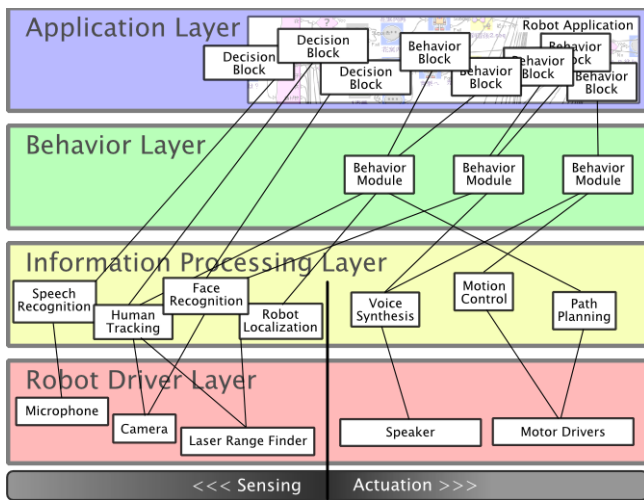 Application Layer
Robot Application
Decision
Block
Decision
Block
Decision
Block
Behavior
Block
Behavior
Block
Behavior
Block
Behavior
Block
Behavior
Block
Behavior Layer
Behavior
Module
Behavior
Module
Behavior
Module
Information Processing Layer
Speech
Recognition
Human
Tracking
Face
Recognition
Robot
Localization
Voice
Synthesis
Motion
Control
Path
Planning
Robot Driver Layer
Microphone
Camera
Laser Range Finder
Speaker
Motor Drivers
<<< Sensing
Actuation >>>